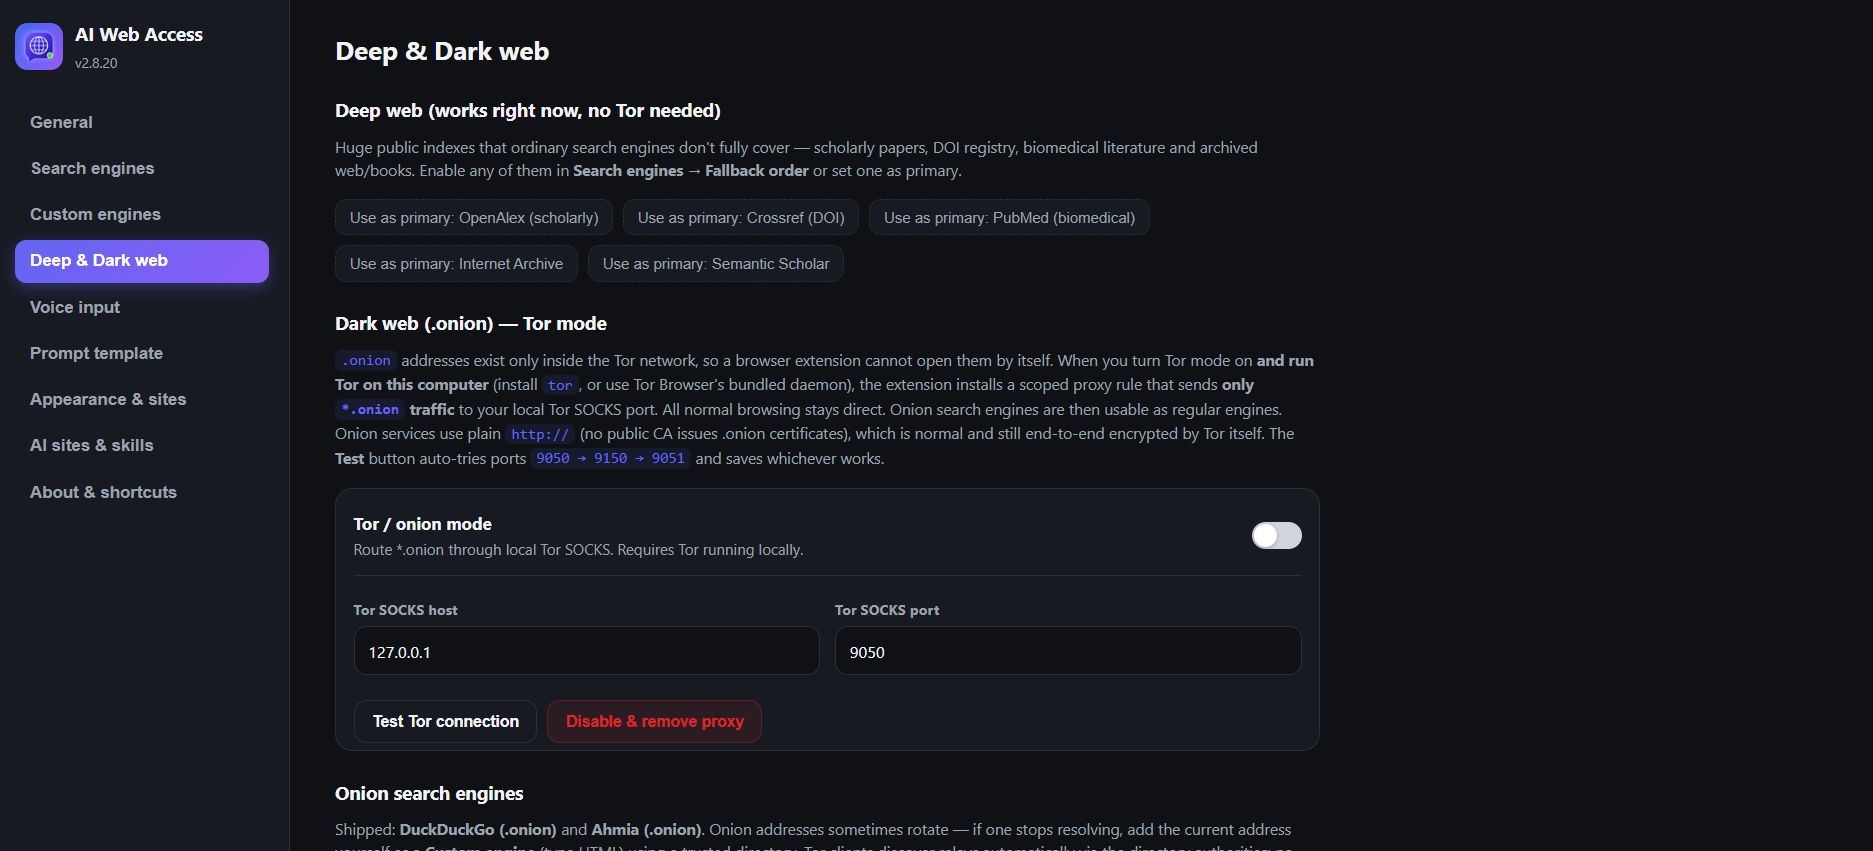 AI Web Access
v2.8.20
General
Search engines
Custom engines
Deep & Dark web
Voice input
Prompt template
Appearance & sites
AI sites & skills
About & shortcuts
Deep & Dark web
Deep web (works right now, no Tor needed)
Huge public indexes that ordinary search engines don't fully cover — scholarly papers, DOI registry, biomedical literature and archived
web/books. Enable any of them in Search engines → Fallback order or set one as primary.
Use as primary: OpenAlex (scholarly)
Use as primary: Crossref (DOI)
Use as primary: PubMed (biomedical)
Use as primary: Internet Archive
Use as primary: Semantic Scholar
Dark web (.onion) — Tor mode
.onion addresses exist only inside the Tor network, so a browser extension cannot open them by itself. When you turn Tor mode on and run
Tor on this computer (install tor, or use Tor Browser's bundled daemon), the extension installs a scoped proxy rule that sends only
*.onion traffic to your local Tor SOCKS port. All normal browsing stays direct. Onion search engines are then usable as regular engines.
Onion services use plain http:// (no public CA issues .onion certificates), which is normal and still end-to-end encrypted by Tor itself. The
Test button auto-tries ports 9050 → 9150 → 9051 and saves whichever works.
Tor / onion mode
Route *.onion through local Tor SOCKS. Requires Tor running locally.
Tor SOCKS host
Tor SOCKS port
127.0.0.1
9050
Test Tor connection
Disable & remove proxy
Onion search engines
Shipped: DuckDuckGo (.onion) and Ahmia (.onion). Onion addresses sometimes rotate — if one stops resolving, add the current address